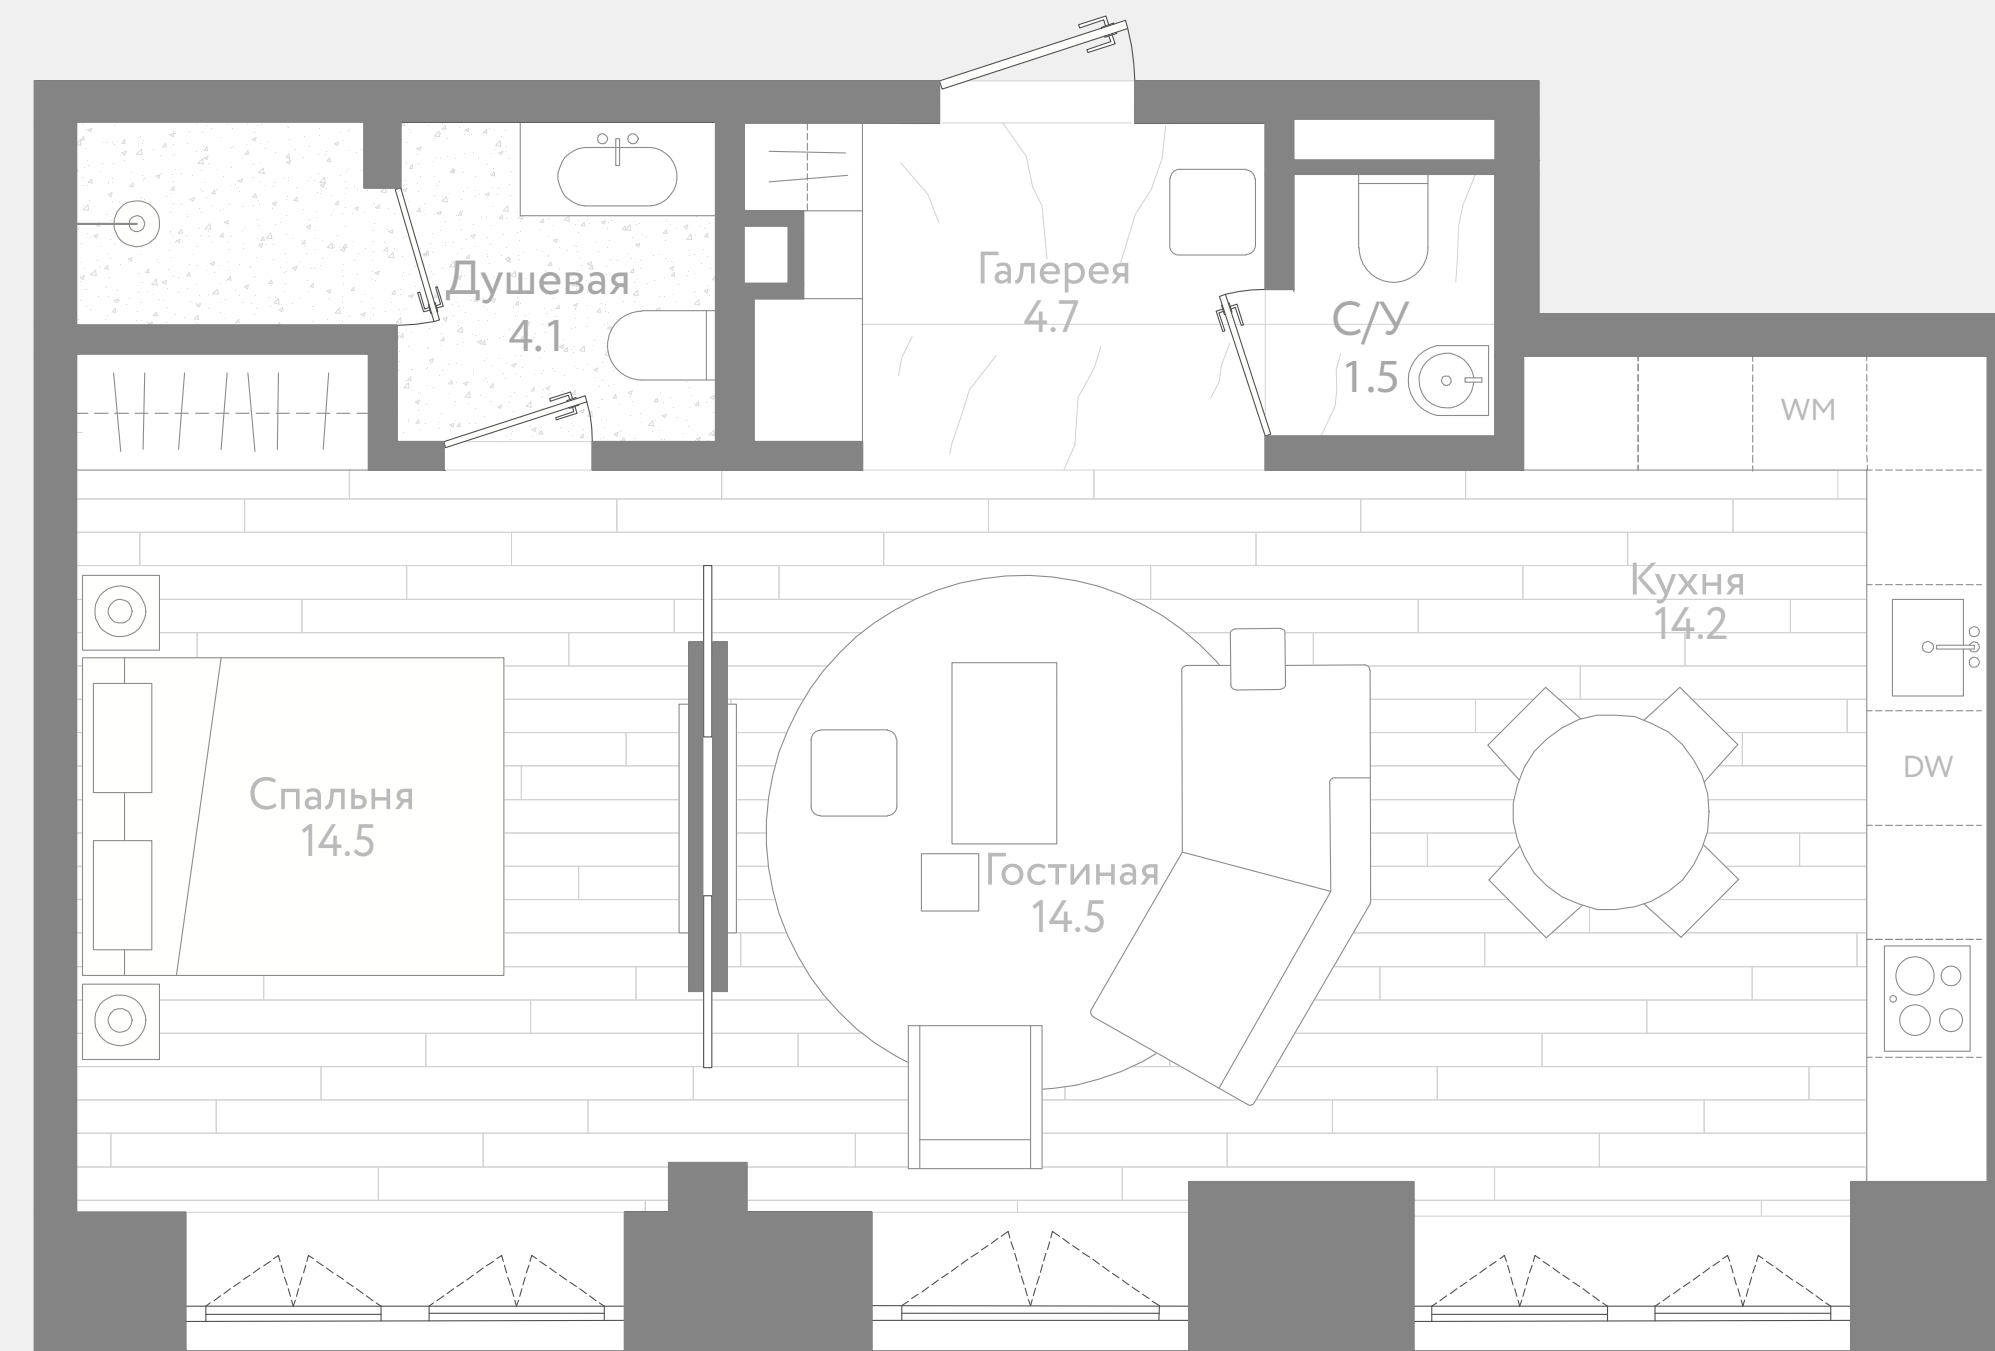 Душевая
4.1
Галерея
4.7
С/У
1.5
WM
Кухня
14.2
DW
Спальня
14.5
Гостиная
14.5